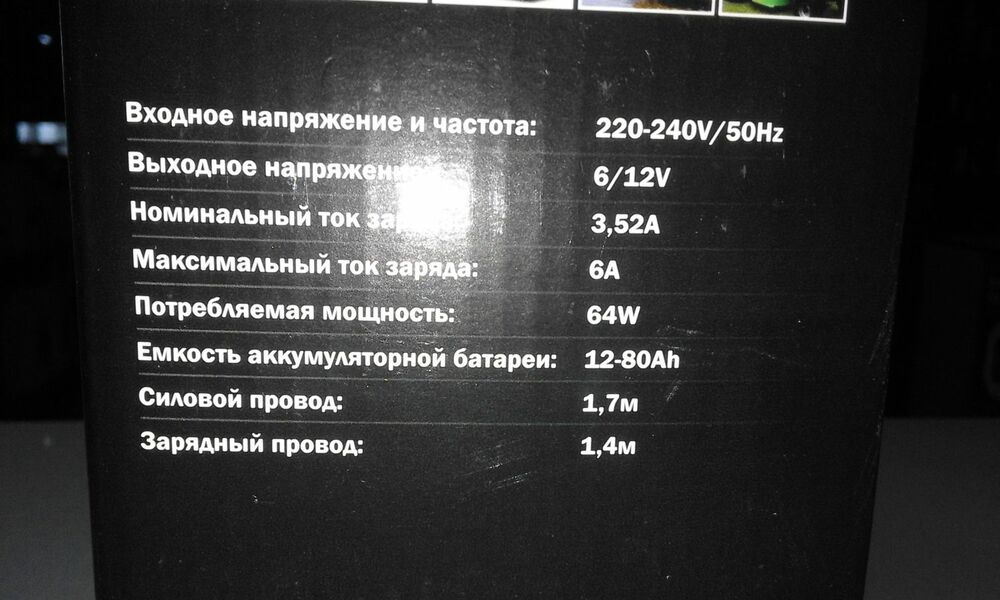 Входное напряжение и частота: 220-240V/50Hz
Выходное 6/12V
Номинальный ток 3,52A
Максимальный ток заряда: 6A
Потребляемая мощность: 64W
Емкость аккумуляторной батареи: 12-80Ah
Силовой провод: 1,7м
Зарядный провод: 1,4м